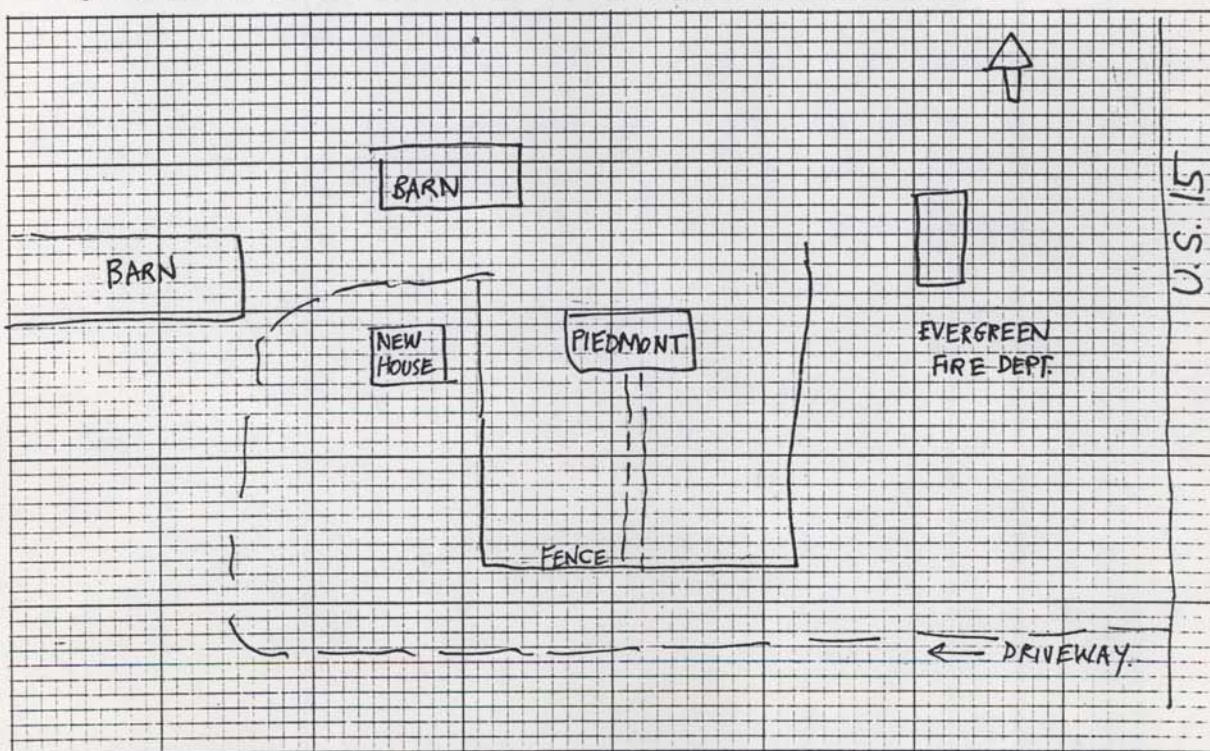 BARN
U.S. 15
BARN
NEW
HOUSE
PIEDMONT
EVERGREEN
FIRE DEPT.
FENCE
← DRIVEWAY.